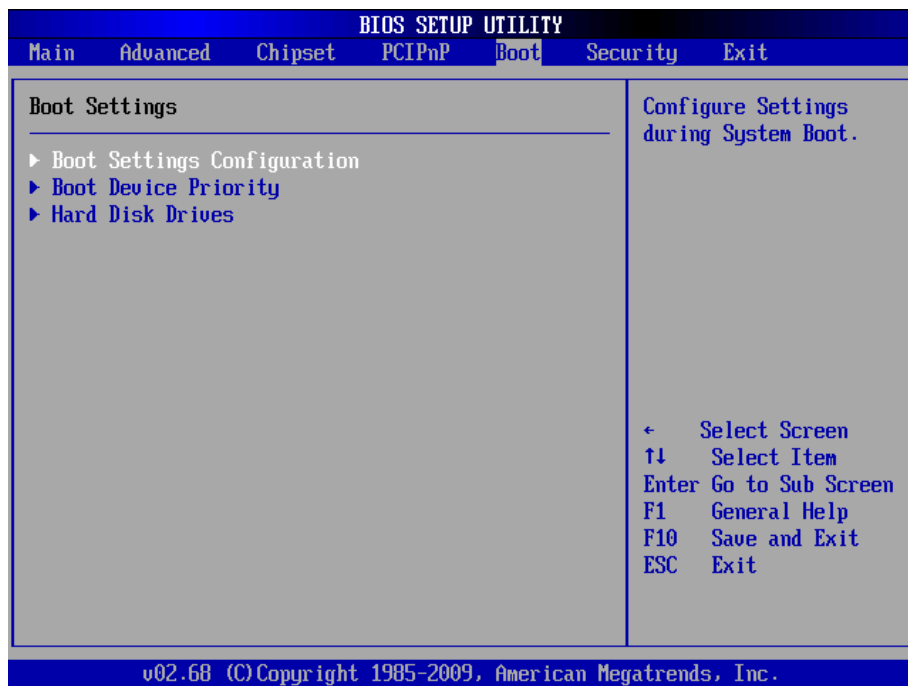 BIOS SETUP UTILITY
Main Advanced Chipset PCIPnP Boot Security Exit
Boot Settings
▶ Boot Settings Configuration
▶ Boot Device Priority
▶ Hard Disk Drives
Configure Settings
during System Boot.
← Select Screen
↑↓ Select Item
Enter Go to Sub Screen
F1 General Help
F10 Save and Exit
ESC Exit
v02.68 (C)Copyright 1985-2009, American Megatrends, Inc.